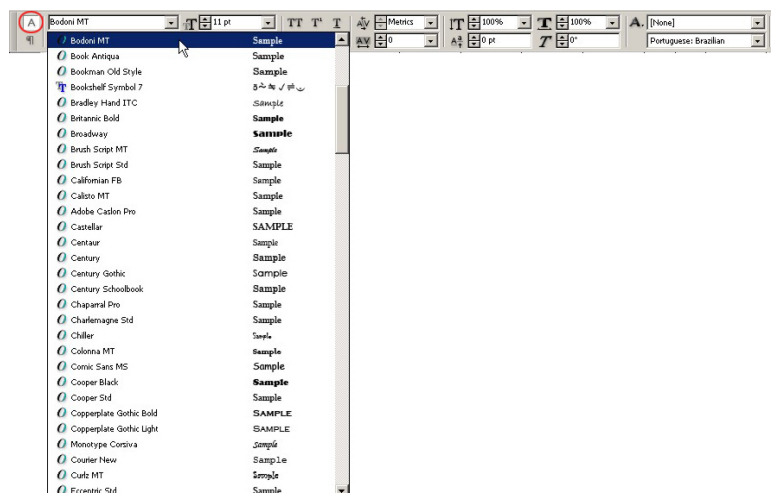 A Bodoni MT 11 pt TT T¹ T Metrics 100% 100% A. [None]
¶ 0 0 pt 0° Portuguese: Brazilian
Bodoni MT Sample
Book Antiqua Sample
Bookman Old Style Sample
Bookshelf Symbol 7
Bradley Hand ITC Sample
Britannic Bold Sample
Broadway Sample
Brush Script MT Sample
Brush Script Std Sample
Californian FB Sample
Calisto MT Sample
Adobe Caslon Pro Sample
Castellar SAMPLE
Centaur Sample
Century Sample
Century Gothic Sample
Century Schoolbook Sample
Chaparral Pro Sample
Charlemagne Std Sample
Chiller Sample
Colonna MT Sample
Comic Sans MS Sample
Cooper Black Sample
Cooper Std Sample
Copperplate Gothic Bold SAMPLE
Copperplate Gothic Light SAMPLE
Monotype Corsiva Sample
Courier New Sample
Curlz MT Sample
Eccentric Std Sample